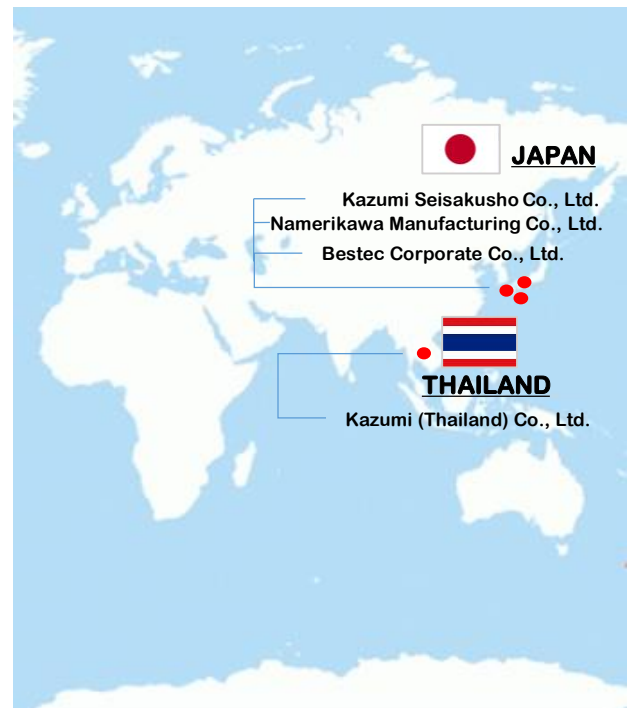 JAPAN
Kazumi Seisakusho Co., Ltd.
Namerikawa Manufacturing Co., Ltd.
Bestec Corporate Co., Ltd.
THAILAND
Kazumi (Thailand) Co., Ltd.